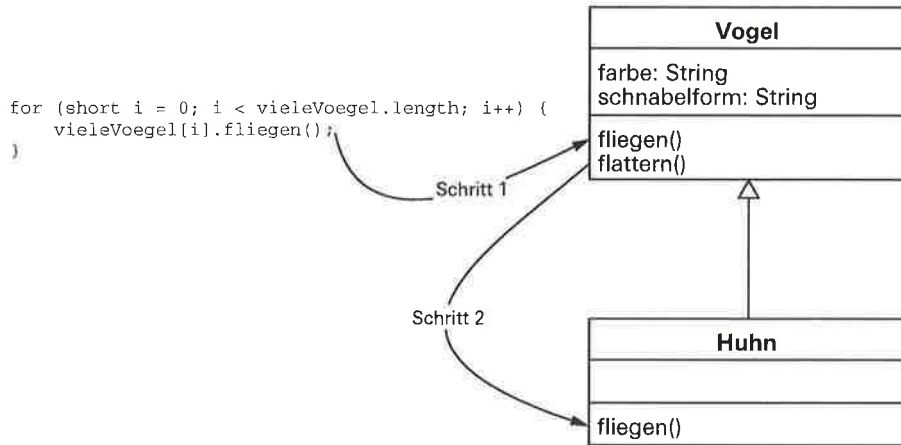 for (short i = 0; i < vieleVoegel.length; i++) {
    vieleVoegel[i].fliegen();
}
Schritt 1
Schritt 2
Vogel
farbe: String
schnabelform: String
fliegen()
flattern()
Huhn
fliegen()